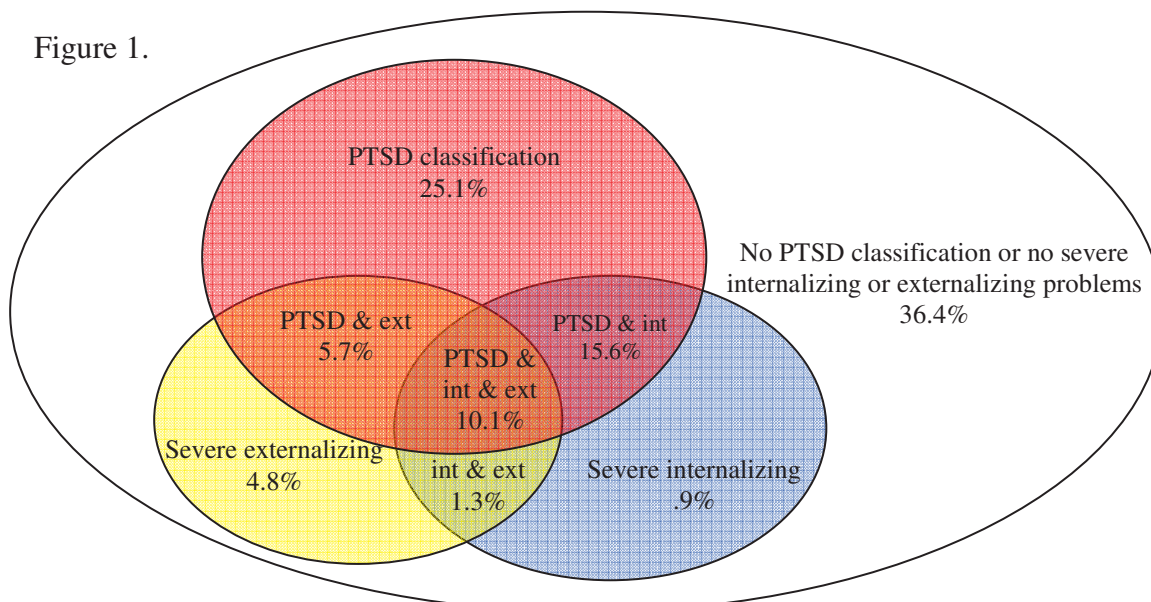 Figure 1.
PTSD classification
25.1%
No PTSD classification or no severe
internalizing or externalizing problems
36.4%
PTSD & ext
5.7%
PTSD & int
15.6%
PTSD &
int & ext
10.1%
Severe externalizing
4.8%
int & ext
1.3%
Severe internalizing
.9%